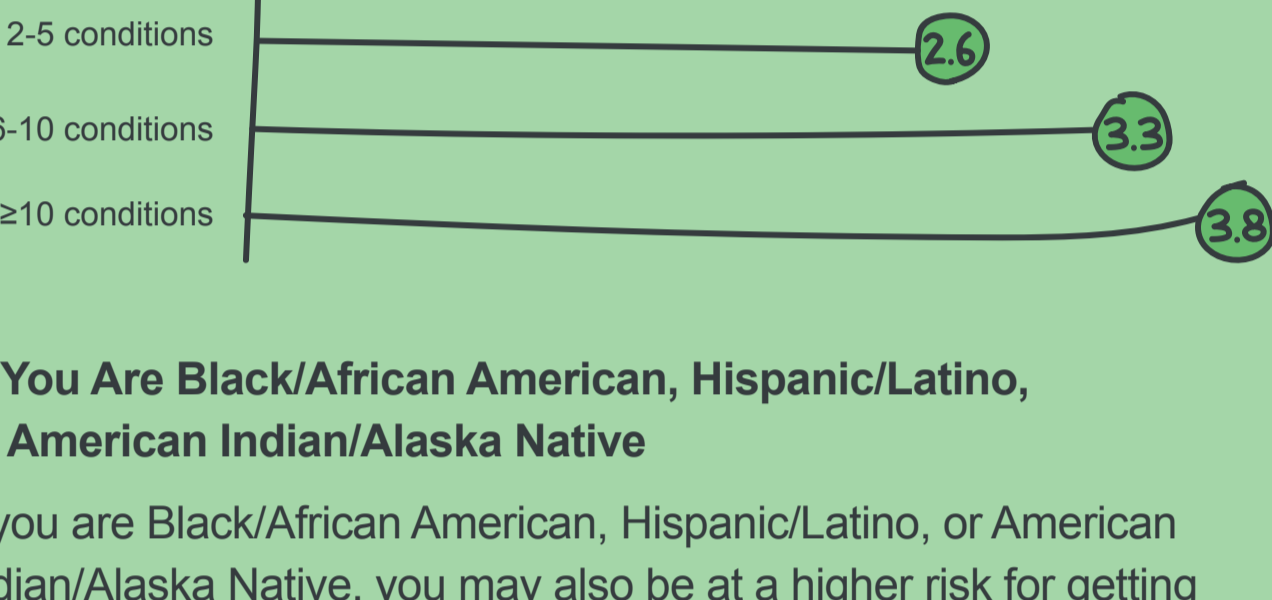 2-5 conditions 2.6
6-10 conditions 3.3
≥10 conditions 3.8
You Are Black/African American, Hispanic/Latino,
American Indian/Alaska Native
you are Black/African American, Hispanic/Latino, or American
dian/Alaska Native, you may also be at a higher risk for getting